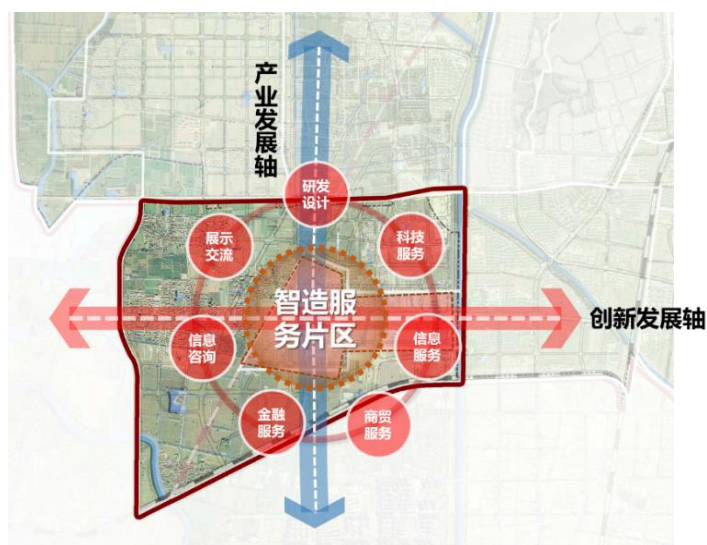 产业发展轴
研发
设计
展示
交流
科技
服务
智造服
务片区
创新发展轴
信息
咨询
信息
服务
金融
服务
商贸
服务